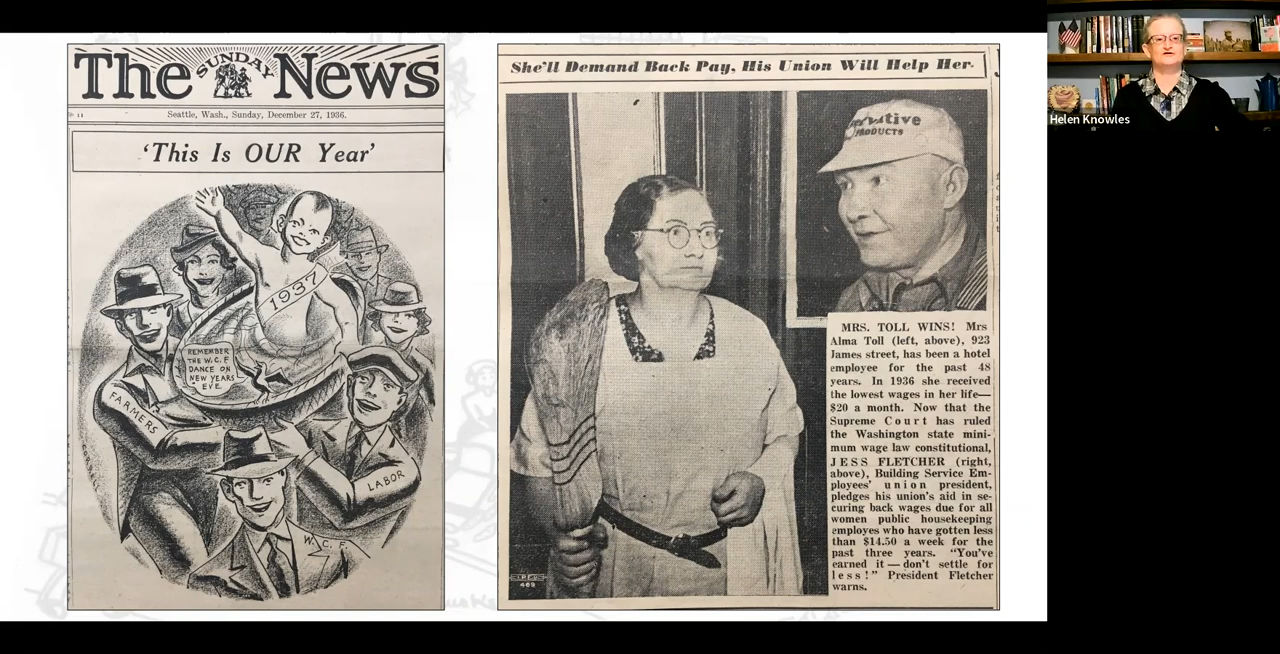 The SUNDAY News
11
Seattle, Wash., Sunday, December 27, 1936.
'This Is OUR Year'
1937
REMEMBER
THE W.C.F
DANCE ON
NEW YEARS
EVE.
FARMERS
LABOR
W.C.
She'll Demand Back Pay, His Union Will Help Her
PRODUCTS
MRS. TOLL WINS! Mrs
Alma Toll (left, above), 923
James street, has been a hotel
employee for the past 48
years. In 1936 she received
the lowest wages in her life—
$20 a month. Now that the
Supreme Court has ruled
the Washington state mini-
mum wage law constitutional,
JESS FLETCHER (right,
above), Building Service Em-
ployees' union president,
pledges his union's aid in se-
curing back wages due for all
women public housekeeping
employes who have gotten less
than $14.50 a week for the
past three years. "You've
earned it—don't settle for
less!" President Fletcher
warns.
469
Helen Knowles